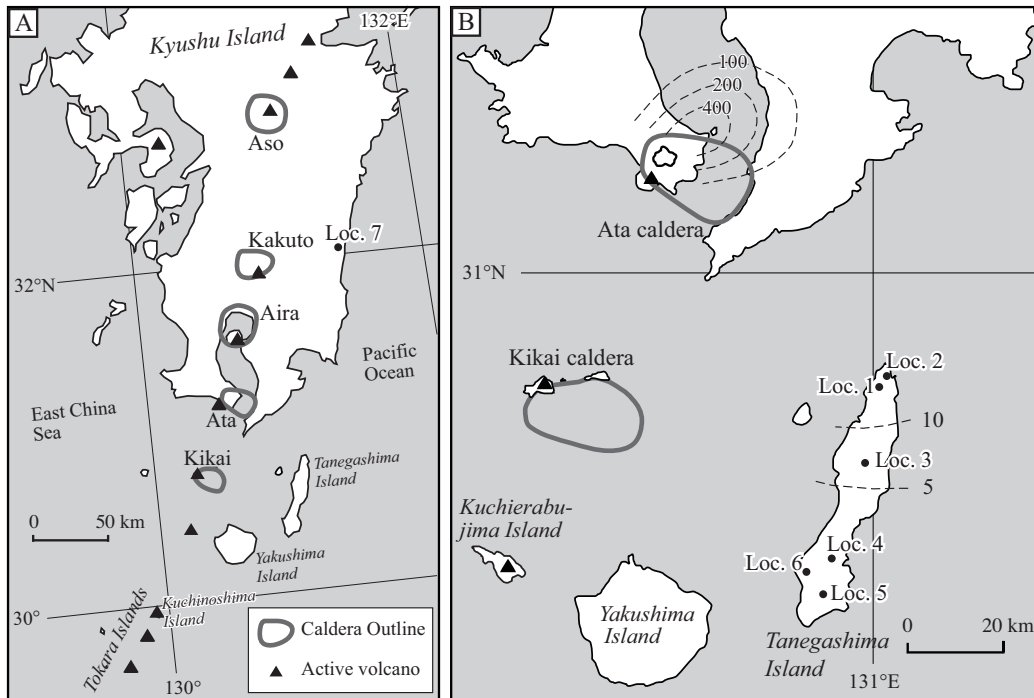 A
132°E
Kyushu Island
Aso
Kakuto
Loc. 7
32°N
Aira
Pacific
Ocean
East China
Sea
Ata
Kikai
Tanegashima
Island
0 50 km
Yakushima
Island
Kuchinoshima
Island
30°
Tokara Islands
130°
Caldera Outline
Active volcano
B
100
200
400
Ata caldera
31°N
Kikai caldera
Loc. 2
Loc. 1
10
Loc. 3
5
Kuchierabu-
jima Island
Loc. 4
Loc. 6
Loc. 5
Yakushima
Island
Tanegashima
Island
0 20 km
131°E